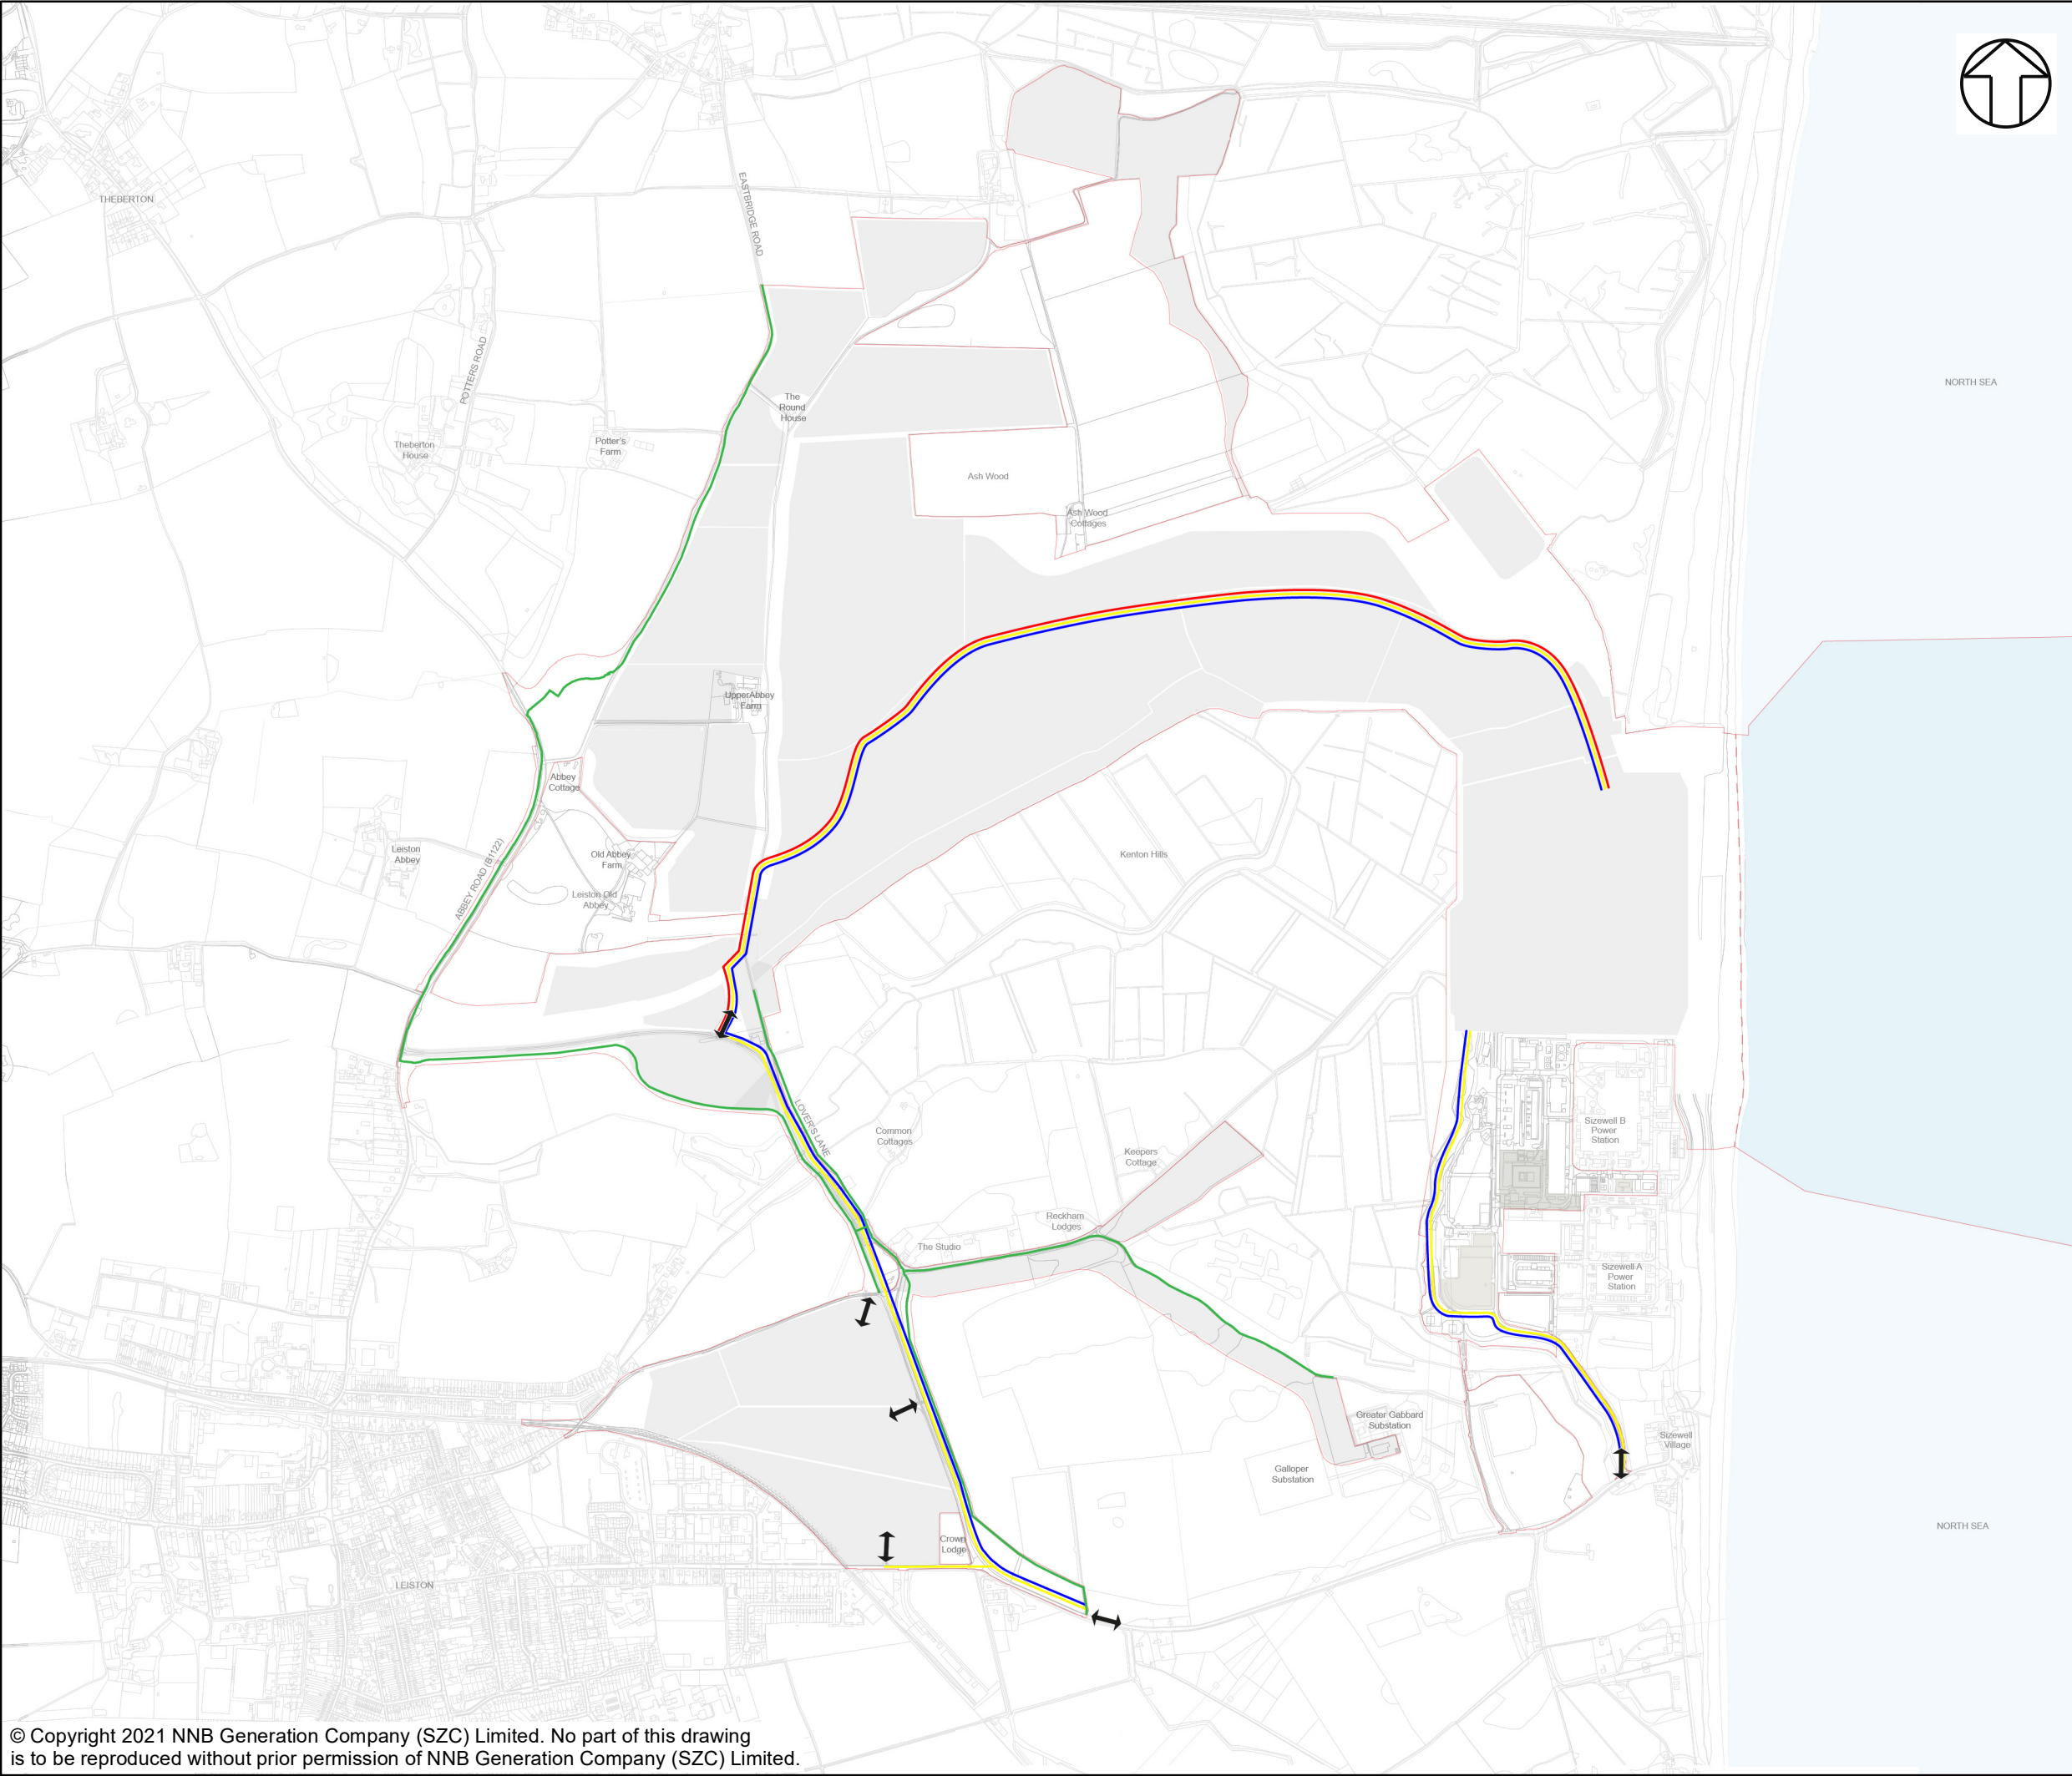 THEBERTON
EASTBRIDGE ROAD
NORTH SEA
POTTERS ROAD
The
Round
House
Theberton
House
Potter's
Farm
Ash Wood
Ash Wood
Cottages
UpperAbbey
Farm
Abbey
Cottage
Leiston
Abbey
Old Abbey
Farm
Kenton Hills
ABBEY ROAD (B1122)
Leiston Old
Abbey
LOVER'S LANE
Common
Cottages
Sizewell B
Power
Station
Keepers
Cottage
Reckham
Lodges
The Studio
Sizewell A
Power
Station
Greater Gabbard
Substation
Sizewell
Village
Galloper
Substation
NORTH SEA
Crown
Lodge
LEISTON
© Copyright 2021 NNB Generation Company (SZC) Limited. No part of this drawing
is to be reproduced without prior permission of NNB Generation Company (SZC) Limited.